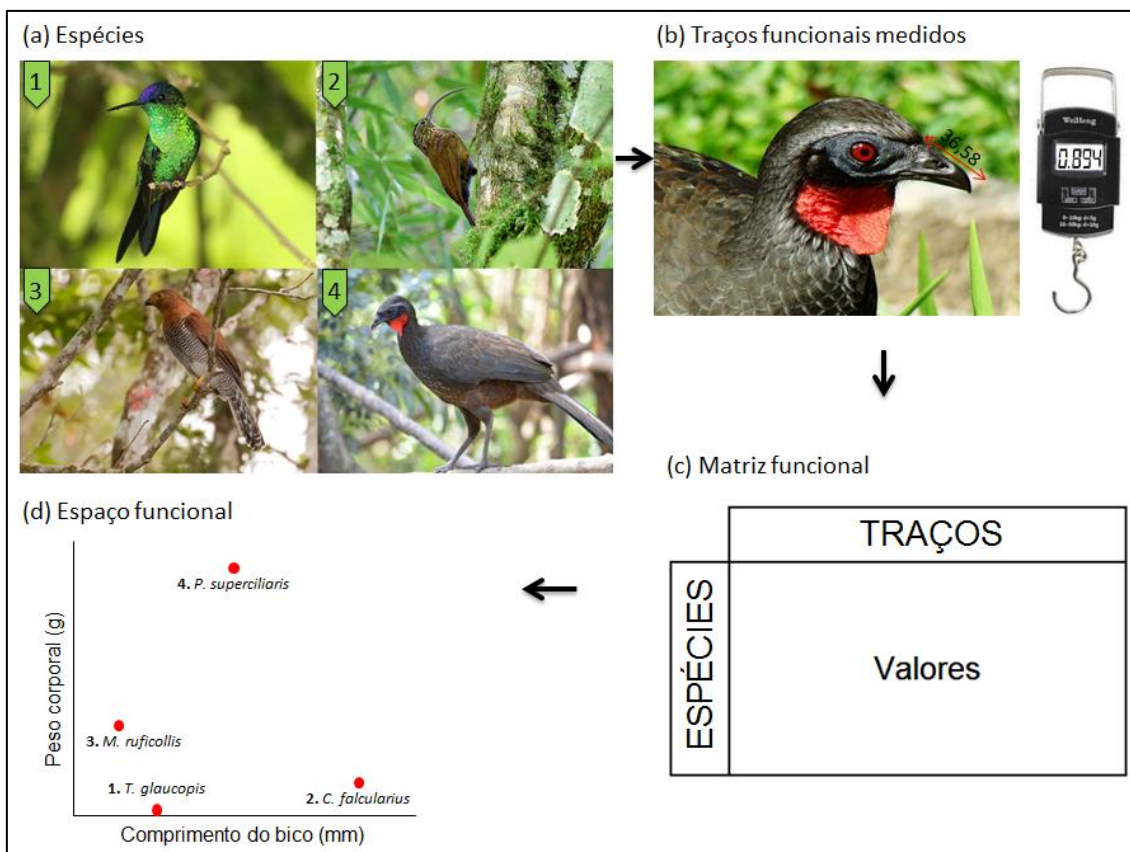 (a) Espécies
1
2
3
4
(b) Traços funcionais medidos
36,58
WeiHeng
0.894
(c) Matriz funcional
TRAÇOS
ESPÉCIES
Valores
(d) Espaço funcional
Peso corporal (g)
4. P. superciliaris
3. M. ruficollis
1. T. glaucopis
2. C. falcularius
Comprimento do bico (mm)